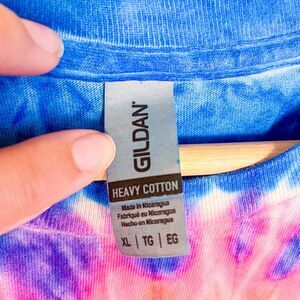 GILDAN®
HEAVY COTTON
Made in Nicaragua
Fabriqué au Nicaragua
Hecho en Nicaragua
XL | TG | EG